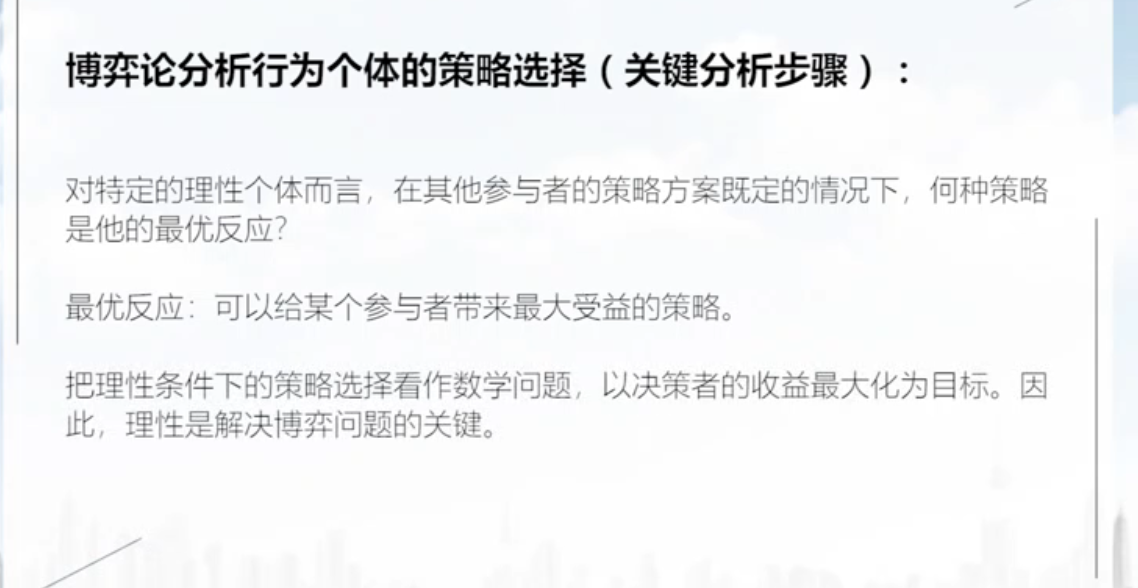 博弈论分析行为个体的策略选择（关键分析步骤）：
对特定的理性个体而言，在其他参与者的策略方案既定的情况下，何种策略
是他的最优反应？
最优反应：可以给某个参与者带来最大受益的策略。
把理性条件下的策略选择看作数学问题，以决策者的收益最大化为目标。因
此，理性是解决博弈问题的关键。